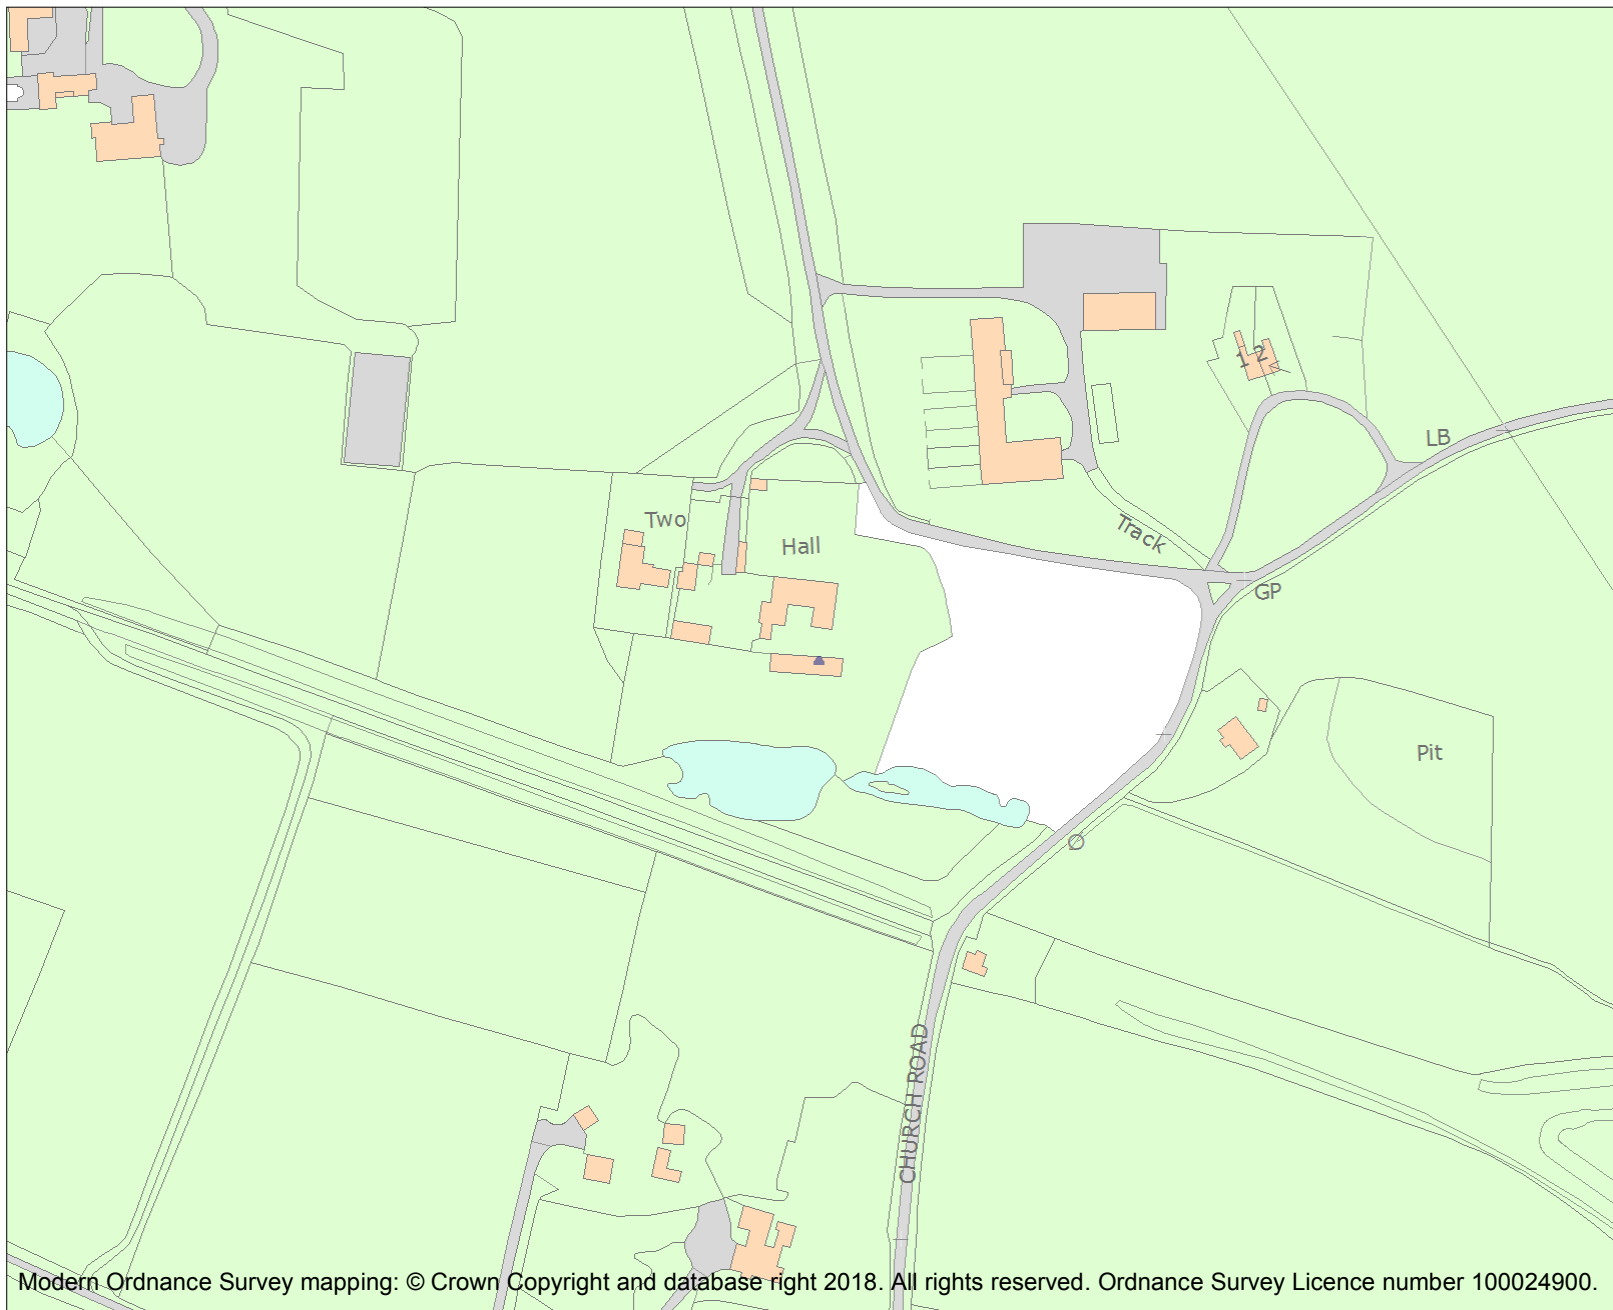 1 2
LB
Two
Track
Hall
GP
Pit
CHURCH ROAD
Modern Ordnance Survey mapping: © Crown Copyright and database right 2018. All rights reserved. Ordnance Survey Licence number 100024900.